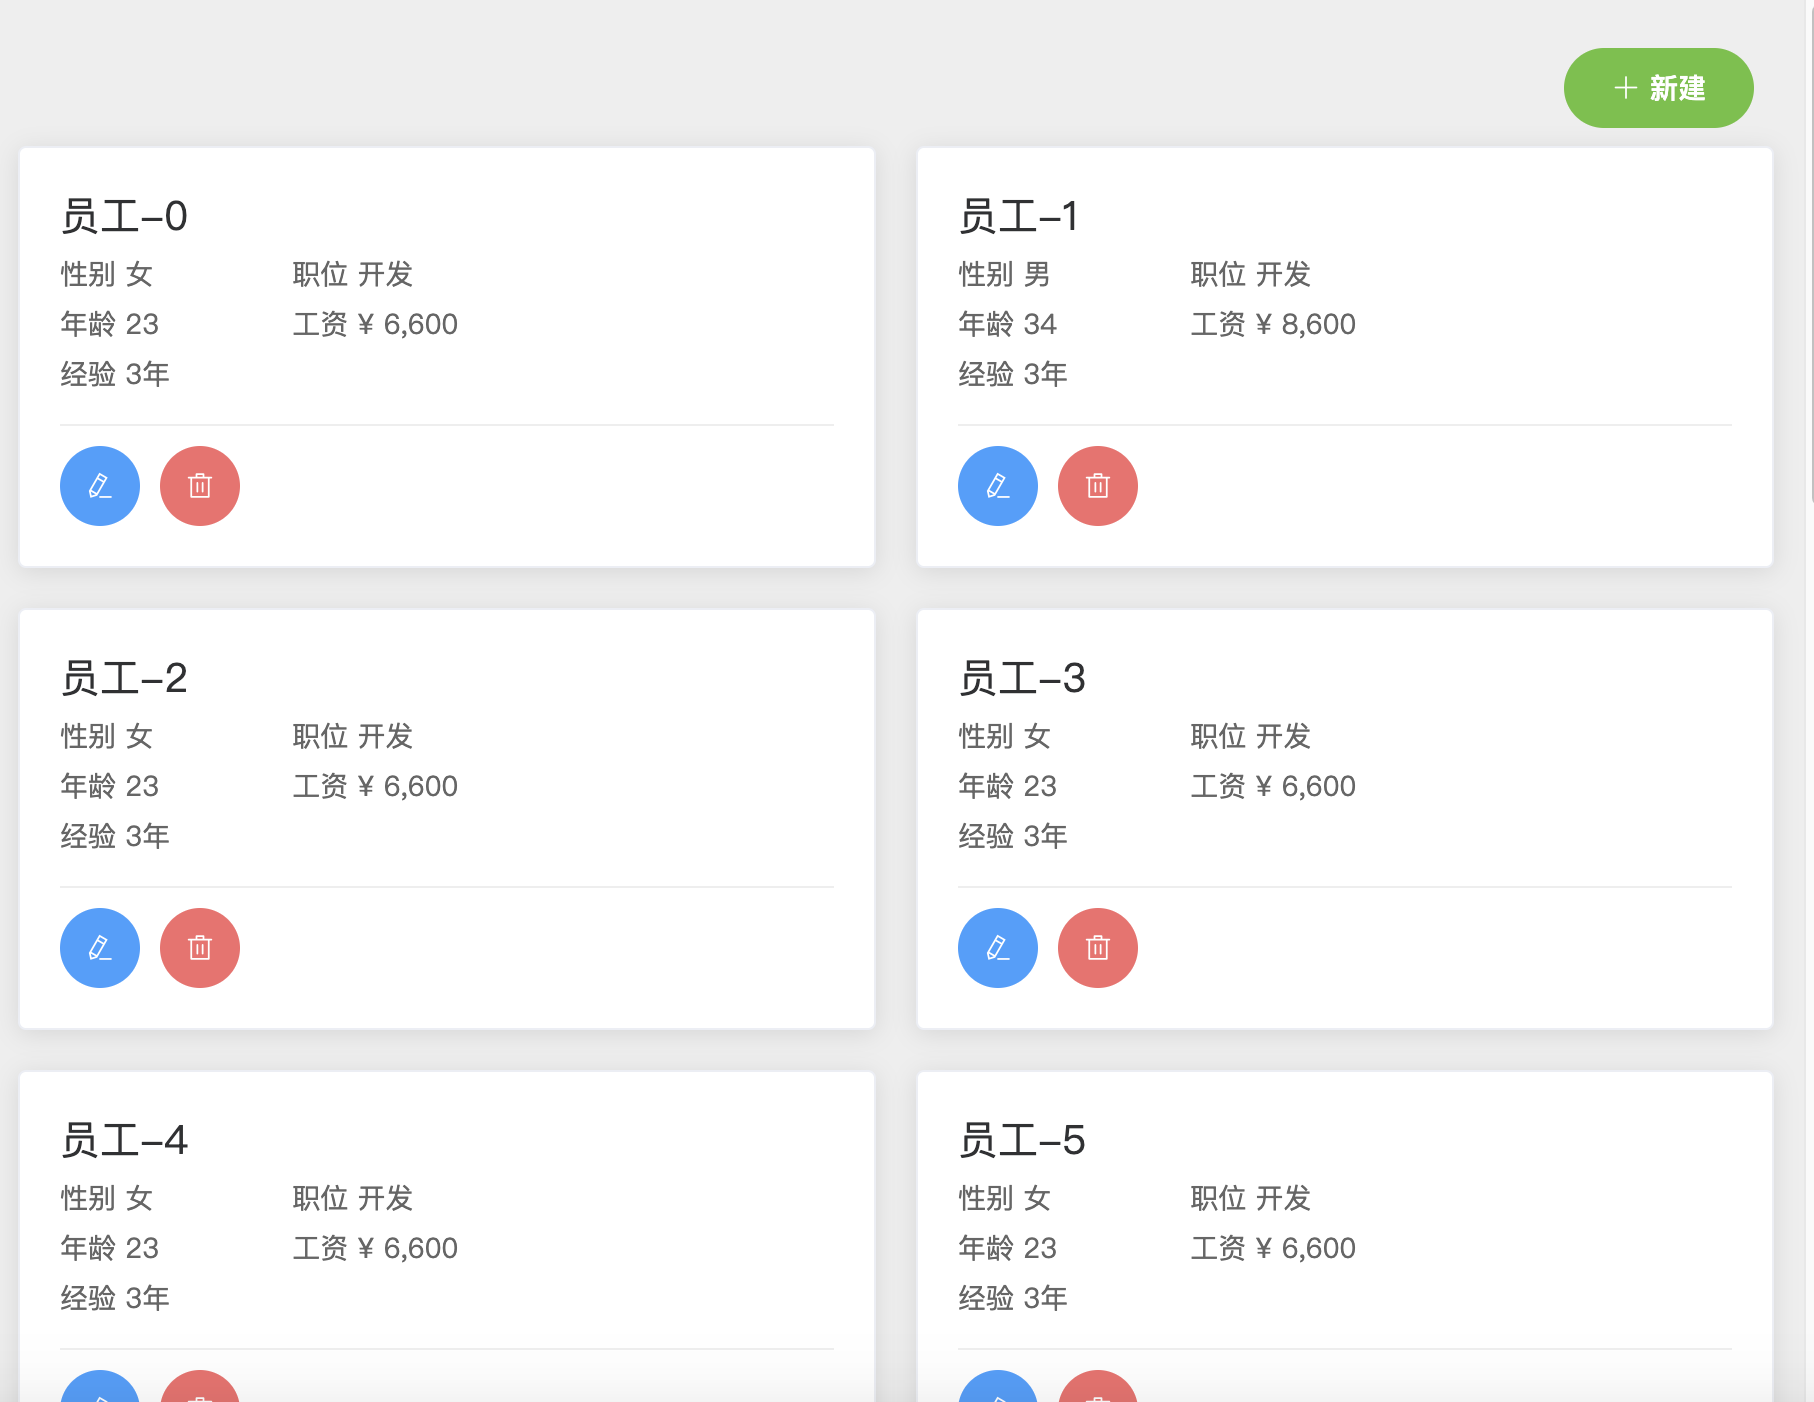 新建
员工-0
性别 女 职位 开发
年龄 23 工资 ¥ 6,600
经验 3年
员工-1
性别 男 职位 开发
年龄 34 工资 ¥ 8,600
经验 3年
员工-2
性别 女 职位 开发
年龄 23 工资 ¥ 6,600
经验 3年
员工-3
性别 女 职位 开发
年龄 23 工资 ¥ 6,600
经验 3年
员工-4
性别 女 职位 开发
年龄 23 工资 ¥ 6,600
经验 3年
员工-5
性别 女 职位 开发
年龄 23 工资 ¥ 6,600
经验 3年